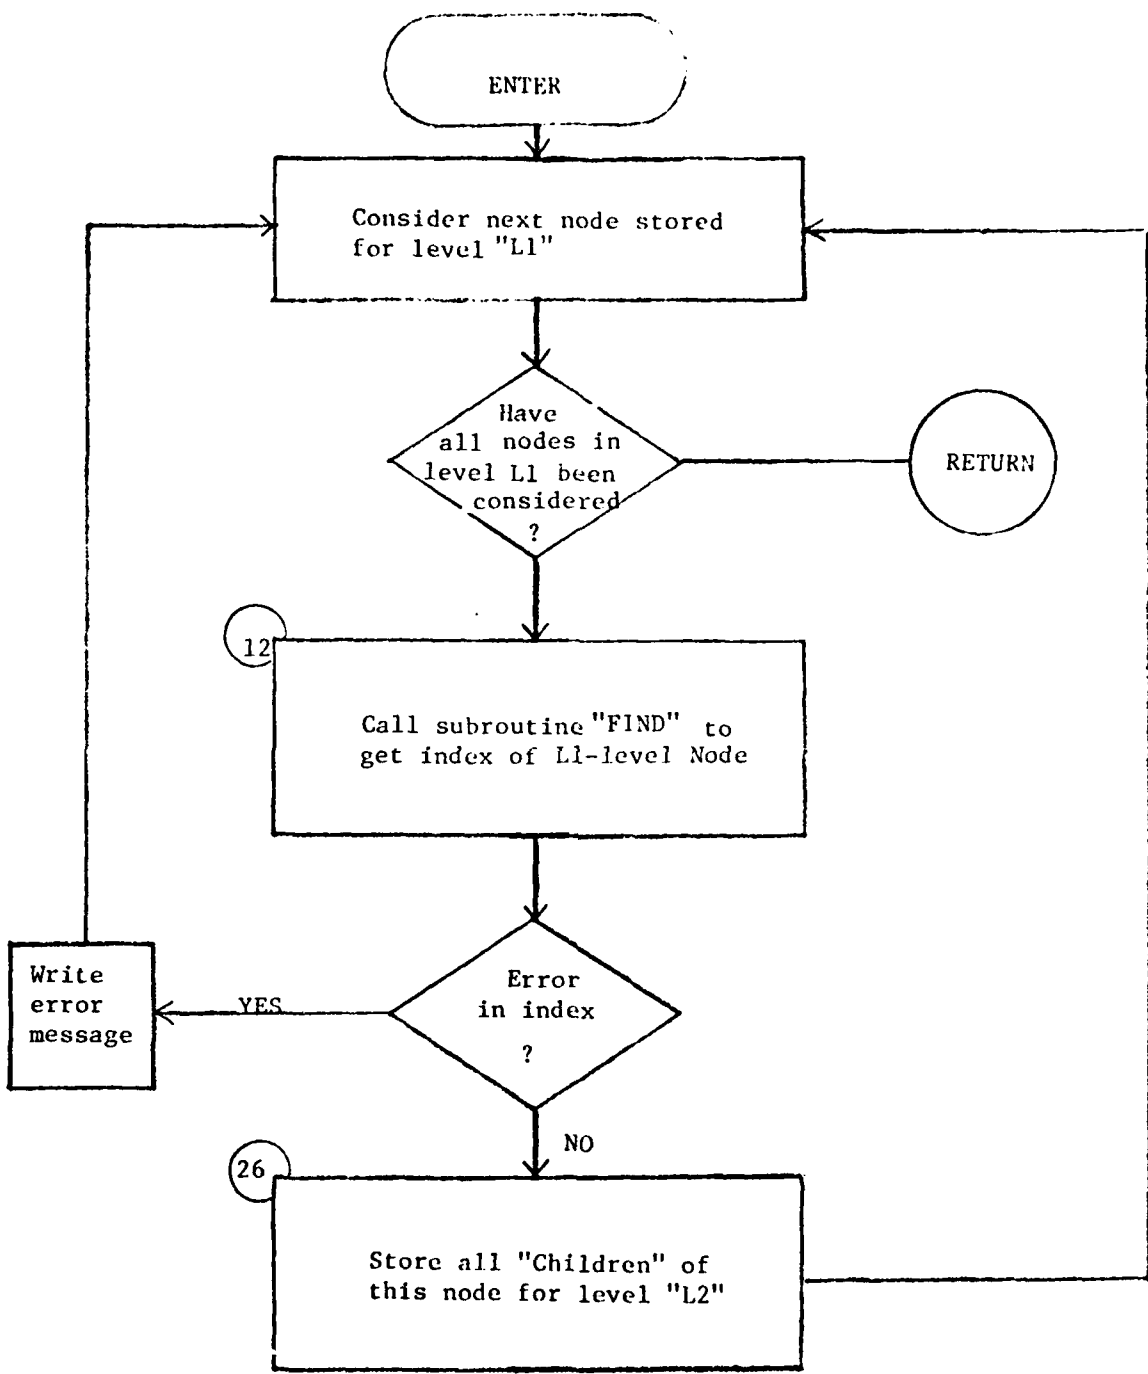 ENTER
Consider next node stored
for level "L1"
Have
all nodes in
level L1 been
considered
?
RETURN
12
Call subroutine "FIND" to
get index of L1-level Node
Error
in index
?
YES
Write
error
message
NO
26
Store all "Children" of
this node for level "L2"